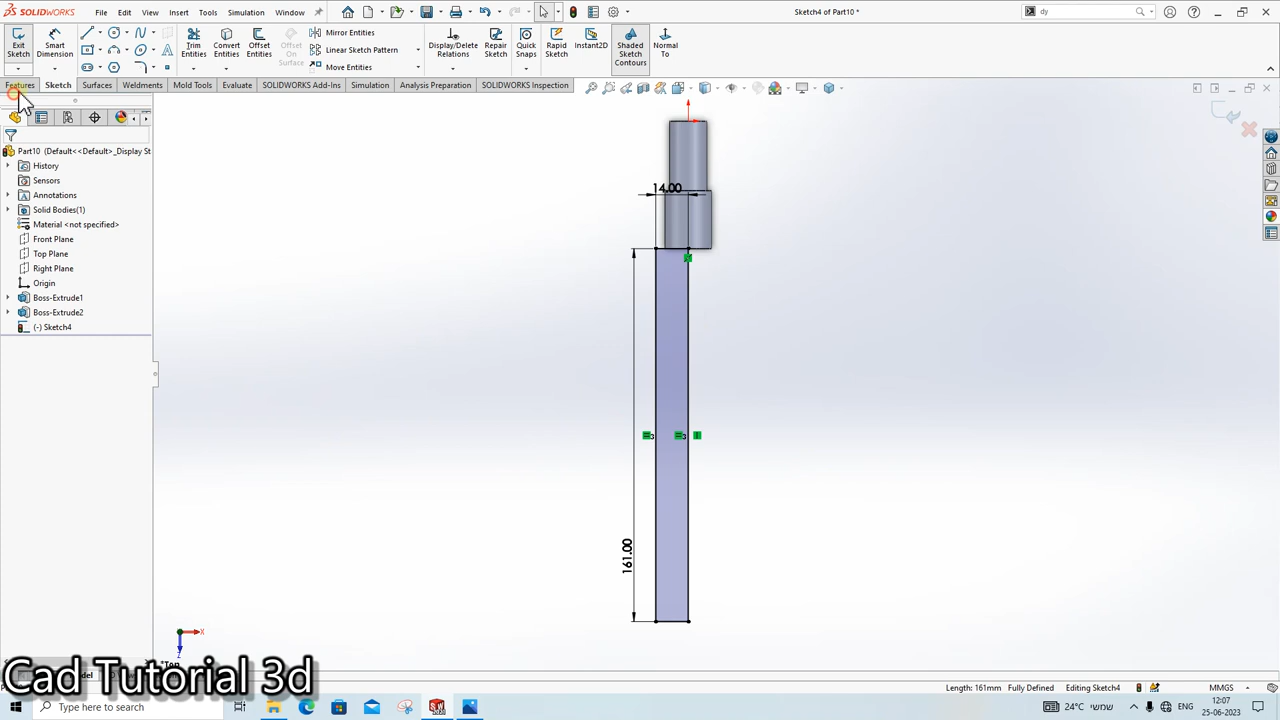 SOLIDWORKS File Edit View Insert Tools Simulation Window Sketch4 of Part10 * dy
Exit Sketch Smart Dimension Trim Entities Convert Entities Offset Entities Offset On Surface Mirror Entities Linear Sketch Pattern Move Entities Display/Delete Relations Repair Sketch Quick Snaps Rapid Sketch Instant2D Shaded Sketch Contours Normal To
Features Sketch Surfaces Weldments Mold Tools Evaluate SOLIDWORKS Add-Ins Simulation Analysis Preparation SOLIDWORKS Inspection
Part10 (Default<<Default>_Display St
History
Sensors
Annotations
Solid Bodies(1)
Material <not specified>
Front Plane
Top Plane
Right Plane
Origin
Boss-Extrude1
Boss-Extrude2
(-) Sketch4
14.00
3 3
161.00
X
Z
*Top
Cad Tutorial 3d
Length: 161mm Fully Defined Editing Sketch4 MMGS
Type here to search
24°C שמשי ENG 12:07
25-06-2023